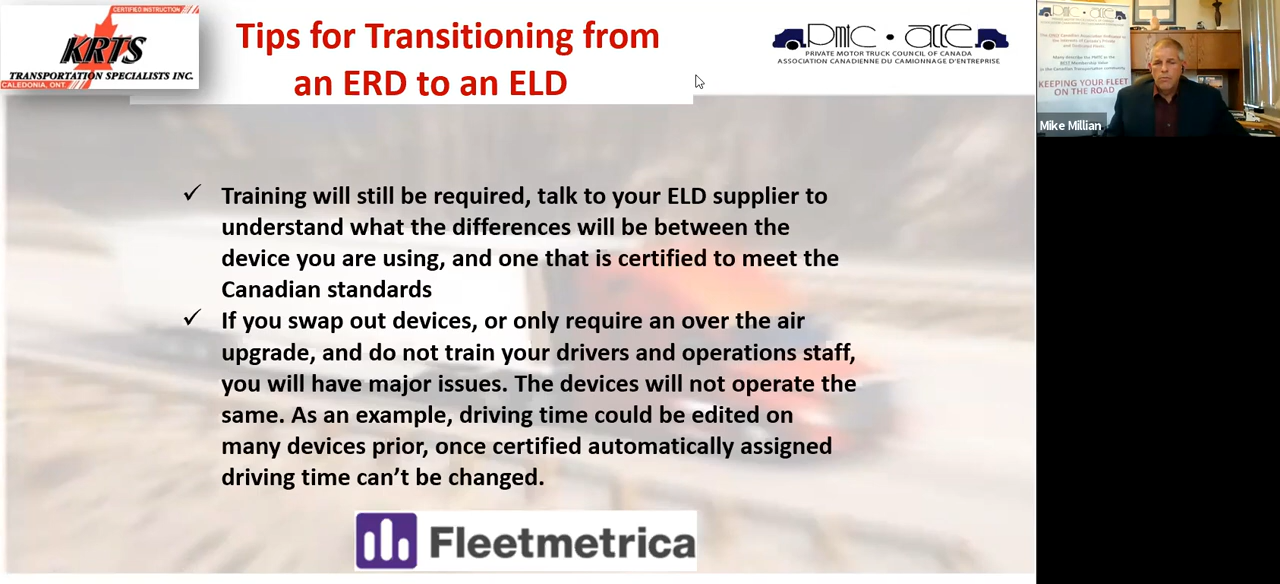 CERTIFIED INSTRUCTION
KRTS
TRANSPORTATION SPECIALISTS INC.
CALEDONIA, ONT.
Tips for Transitioning from
an ERD to an ELD
pmtc · actce
PRIVATE MOTOR TRUCK COUNCIL OF CANADA
ASSOCIATION CANADIENNE DU CAMIONNAGE D'ENTREPRISE
✓ Training will still be required, talk to your ELD supplier to
understand what the differences will be between the
device you are using, and one that is certified to meet the
Canadian standards
✓ If you swap out devices, or only require an over the air
upgrade, and do not train your drivers and operations staff,
you will have major issues. The devices will not operate the
same. As an example, driving time could be edited on
many devices prior, once certified automatically assigned
driving time can’t be changed.
Fleetmetrica
KEEPING YOUR FLEET
ON THE ROAD
Mike Millian